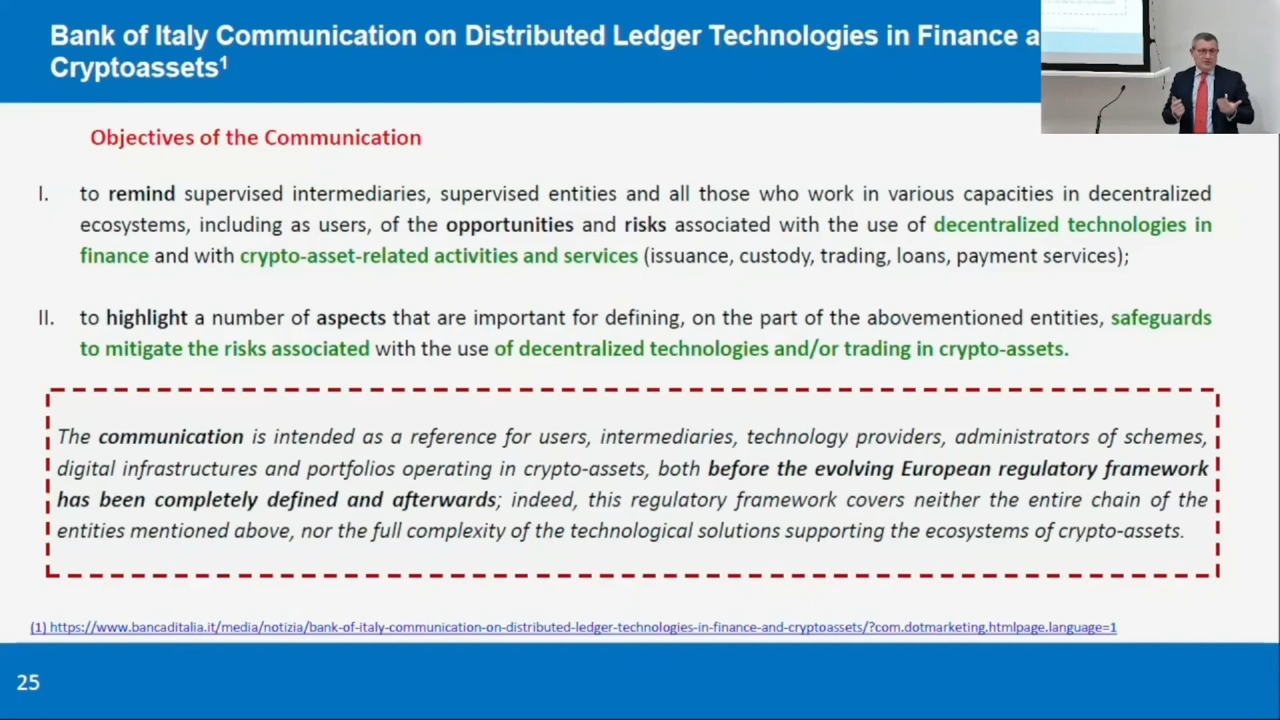 Bank of Italy Communication on Distributed Ledger Technologies in Finance a
Cryptoassets¹
Objectives of the Communication
I. to remind supervised intermediaries, supervised entities and all those who work in various capacities in decentralized
ecosystems, including as users, of the opportunities and risks associated with the use of decentralized technologies in
finance and with crypto-asset-related activities and services (issuance, custody, trading, loans, payment services);
II. to highlight a number of aspects that are important for defining, on the part of the abovementioned entities, safeguards
to mitigate the risks associated with the use of decentralized technologies and/or trading in crypto-assets.
The communication is intended as a reference for users, intermediaries, technology providers, administrators of schemes,
digital infrastructures and portfolios operating in crypto-assets, both before the evolving European regulatory framework
has been completely defined and afterwards; indeed, this regulatory framework covers neither the entire chain of the
entities mentioned above, nor the full complexity of the technological solutions supporting the ecosystems of crypto-assets.
(1) https://www.bancaditalia.it/media/notizia/bank-of-italy-communication-on-distributed-ledger-technologies-in-finance-and-cryptoassets/?com.dotmarketing.htmlpage.language=1
25